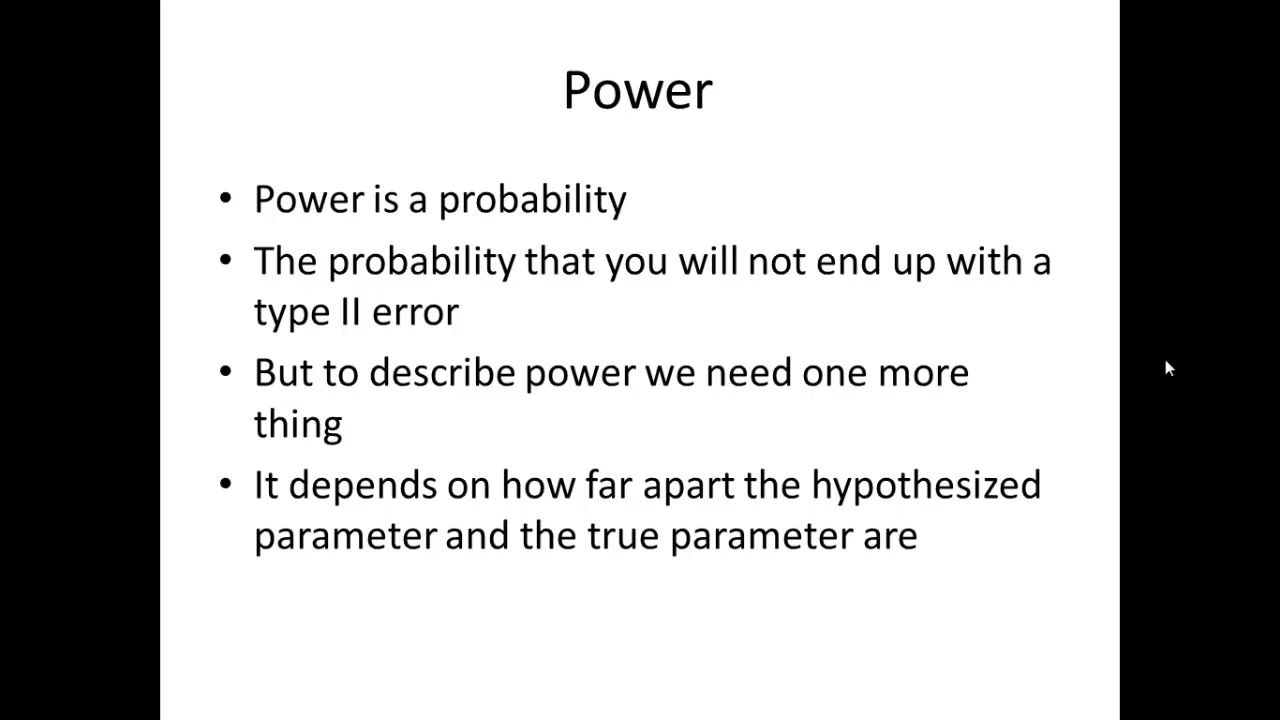 Power
• Power is a probability
• The probability that you will not end up with a
type II error
• But to describe power we need one more
thing
• It depends on how far apart the hypothesized
parameter and the true parameter are